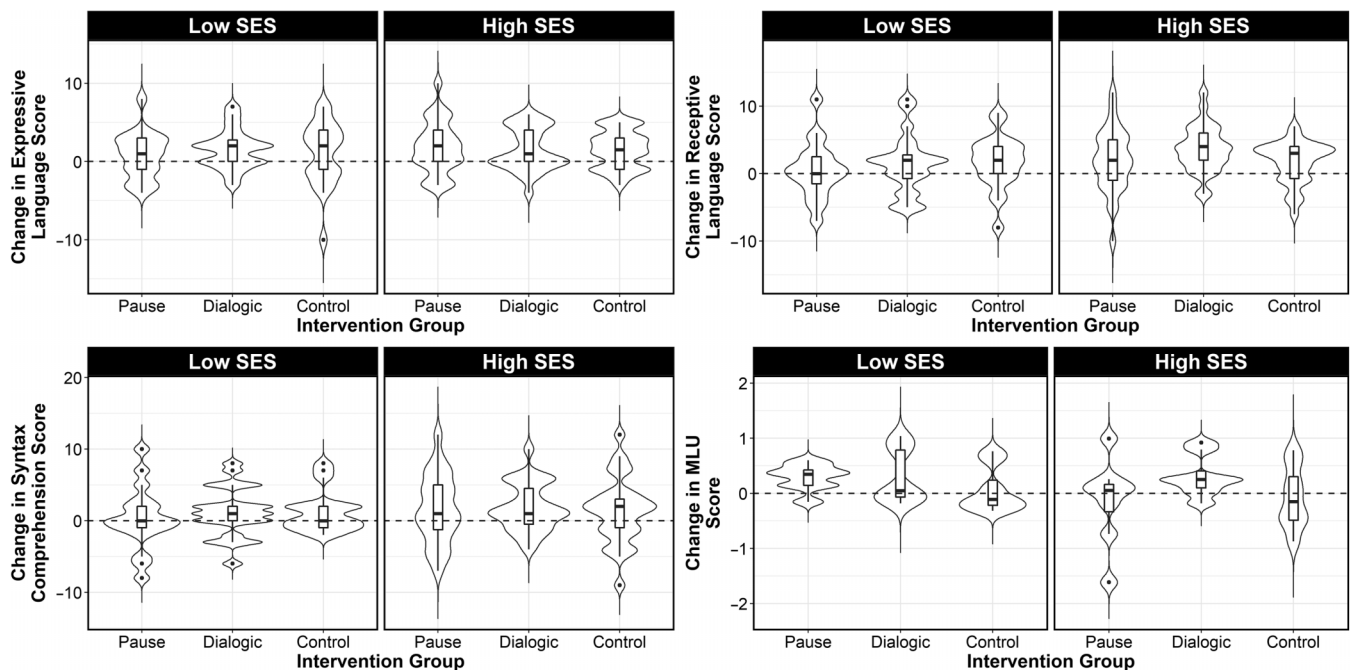 Low SES
High SES
Change in Expressive
Language Score
10
0
−10
Pause
Dialogic
Control
Pause
Dialogic
Control
Intervention Group
Low SES
High SES
Change in Receptive
Language Score
10
0
−10
Pause
Dialogic
Control
Pause
Dialogic
Control
Intervention Group
Low SES
High SES
Change in Syntax
Comprehension Score
20
10
0
−10
Pause
Dialogic
Control
Pause
Dialogic
Control
Intervention Group
Low SES
High SES
Change in MLU
Score
2
1
0
−1
−2
Pause
Dialogic
Control
Pause
Dialogic
Control
Intervention Group